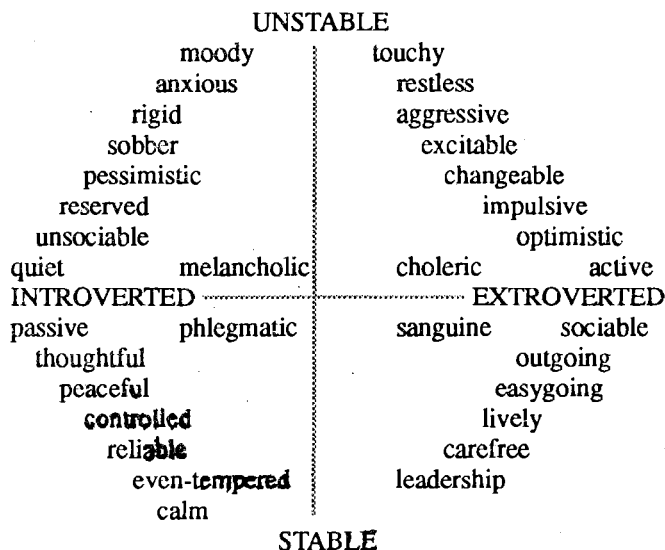 UNSTABLE
moody touchy
anxious restless
rigid aggressive
sobber excitable
pessimistic changeable
reserved impulsive
unsociable optimistic
quiet melancholic choleric active
INTROVERTED EXTROVERTED
passive phlegmatic sanguine sociable
thoughtful outgoing
peaceful easygoing
controlled lively
reliable carefree
even-tempered leadership
calm
STABLE